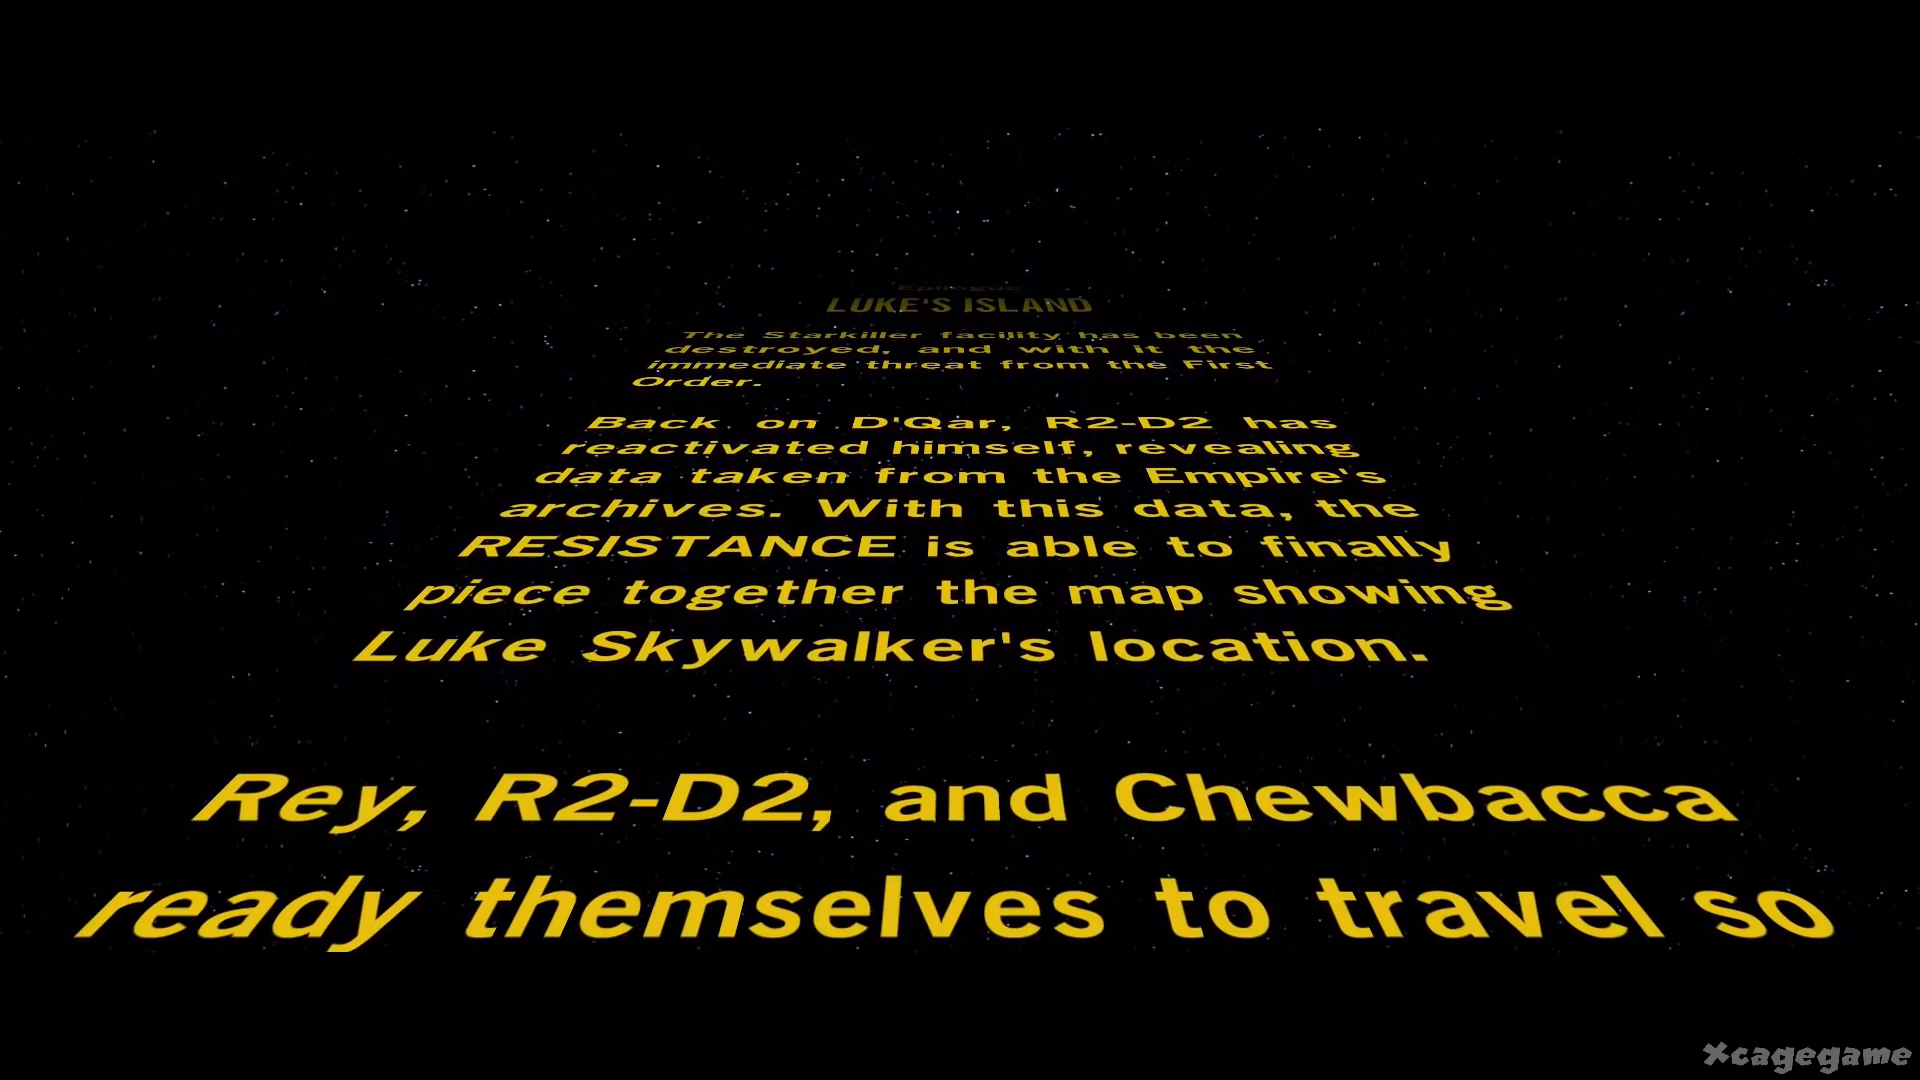 Epilogue
LUKE'S ISLAND
The Starkiller facility has been
destroyed, and with it the
immediate threat from the First
Order.
Back on D'Qar, R2-D2 has
reactivated himself, revealing
data taken from the Empire's
archives. With this data, the
RESISTANCE is able to finally
piece together the map showing
Luke Skywalker's location.
Rey, R2-D2, and Chewbacca
ready themselves to travel so
Xcagegame